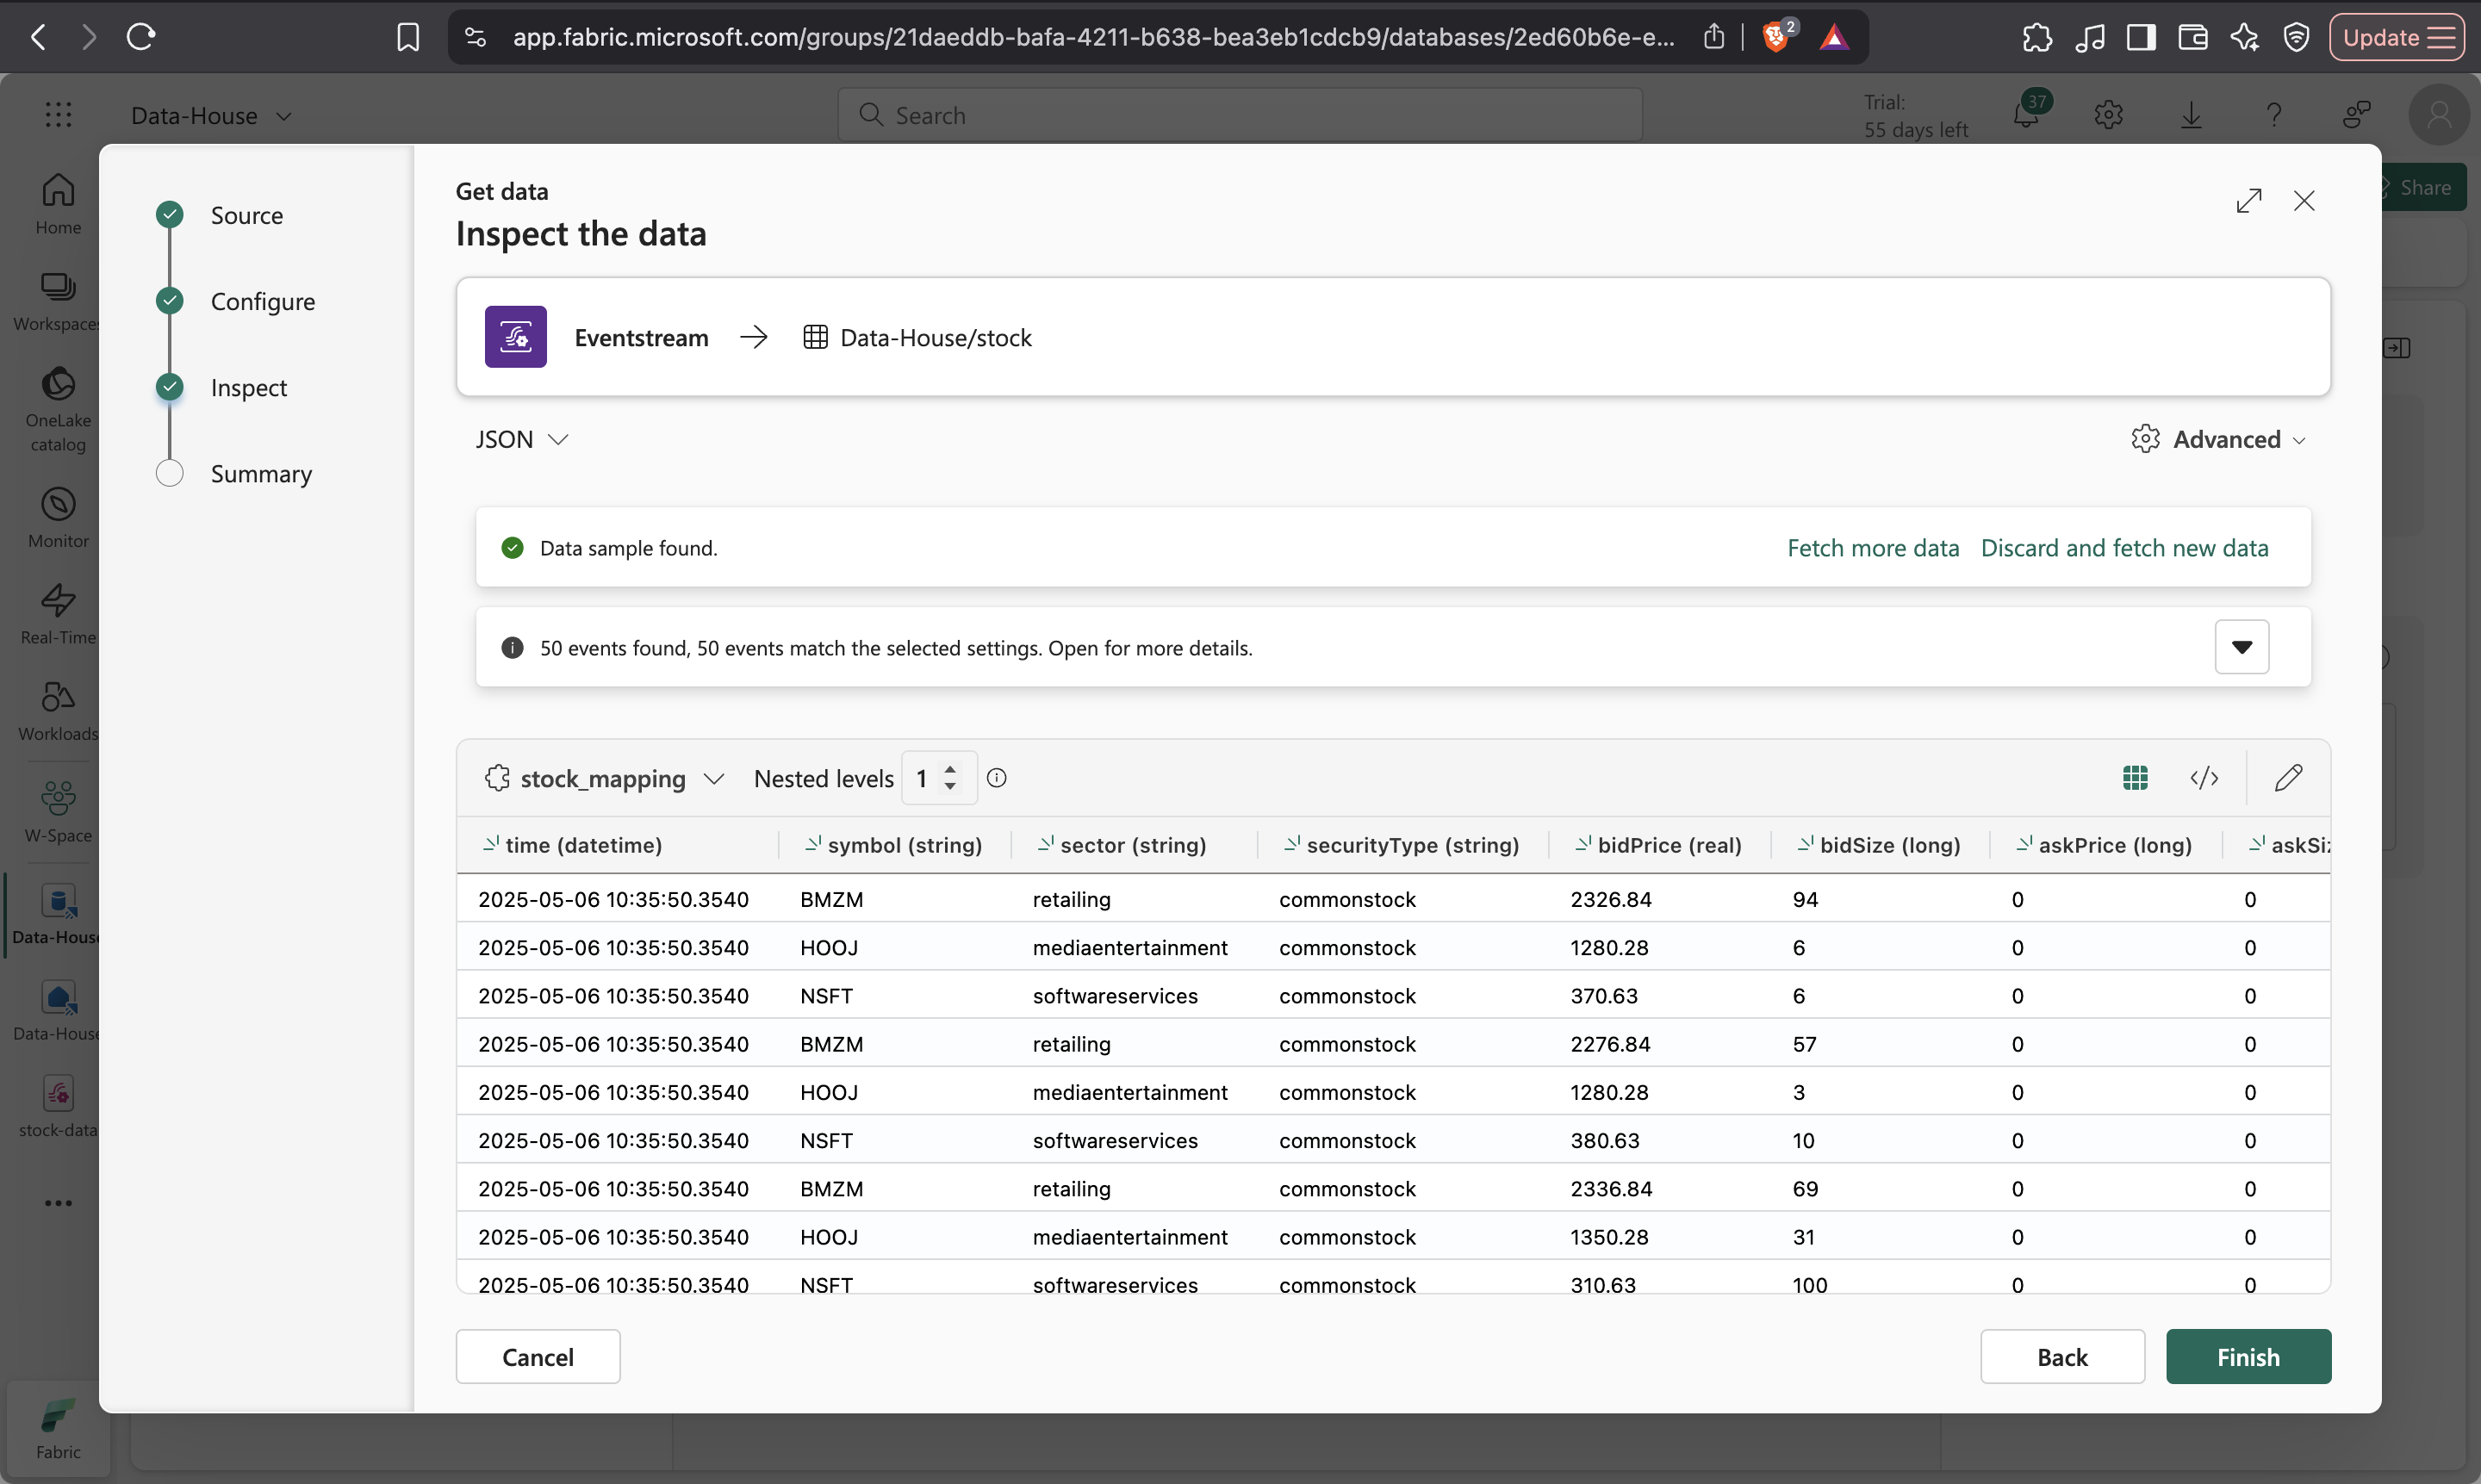 app.fabric.microsoft.com/groups/21daeddb-bafa-4211-b638-bea3eb1cdcb9/databases/2ed60b6e-e...
2
Update
Data-House
Search
Trial:
55 days left
37
Share
Home
Workspaces
OneLake
catalog
Monitor
Real-Time
Workloads
W-Space
Data-House
Data-House
stock-data
Fabric
Source
Configure
Inspect
Summary
Get data
Inspect the data
Eventstream → Data-House/stock
JSON
Advanced
Data sample found.
Fetch more data Discard and fetch new data
50 events found, 50 events match the selected settings. Open for more details.
stock_mapping Nested levels 1
time (datetime) symbol (string) sector (string) securityType (string) bidPrice (real) bidSize (long) askPrice (long) askSiz
2025-05-06 10:35:50.3540 BMZM retailing commonstock 2326.84 94 0 0
2025-05-06 10:35:50.3540 HOOJ mediaentertainment commonstock 1280.28 6 0 0
2025-05-06 10:35:50.3540 NSFT softwareservices commonstock 370.63 6 0 0
2025-05-06 10:35:50.3540 BMZM retailing commonstock 2276.84 57 0 0
2025-05-06 10:35:50.3540 HOOJ mediaentertainment commonstock 1280.28 3 0 0
2025-05-06 10:35:50.3540 NSFT softwareservices commonstock 380.63 10 0 0
2025-05-06 10:35:50.3540 BMZM retailing commonstock 2336.84 69 0 0
2025-05-06 10:35:50.3540 HOOJ mediaentertainment commonstock 1350.28 31 0 0
2025-05-06 10:35:50.3540 NSFT softwareservices commonstock 310.63 100 0 0
Cancel
Back
Finish